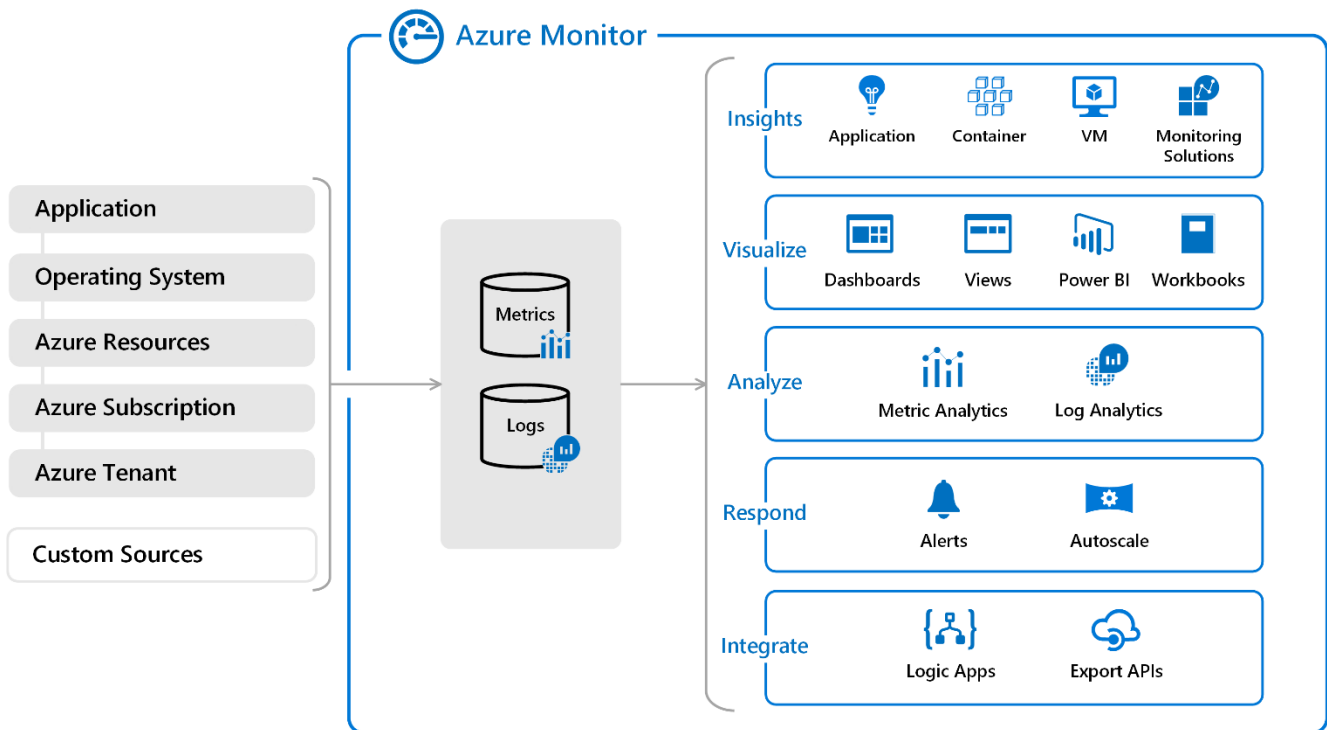 Azure Monitor
Application
Operating System
Azure Resources
Azure Subscription
Azure Tenant
Custom Sources
Metrics
Logs
Insights
Application
Container
VM
Monitoring
Solutions
Visualize
Dashboards
Views
Power BI
Workbooks
Analyze
Metric Analytics
Log Analytics
Respond
Alerts
Autoscale
Integrate
Logic Apps
Export APIs